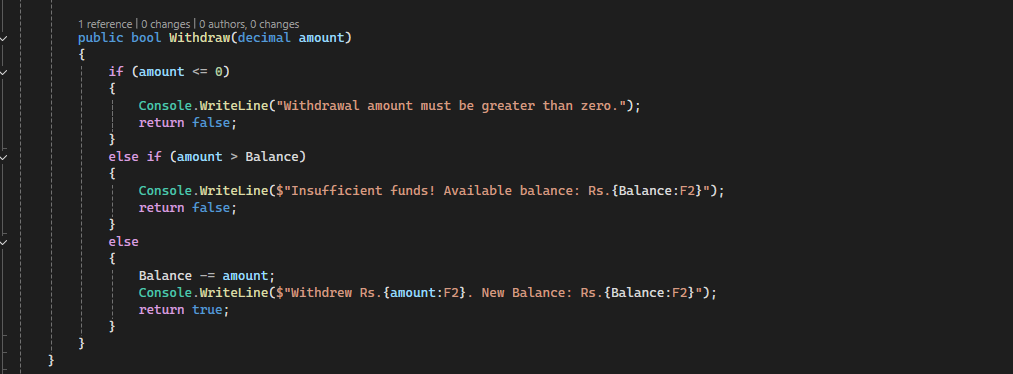 1 reference | 0 changes | 0 authors, 0 changes
public bool Withdraw(decimal amount)
{
if (amount <= 0)
{
Console.WriteLine("Withdrawal amount must be greater than zero.");
return false;
}
else if (amount > Balance)
{
Console.WriteLine($"Insufficient funds! Available balance: Rs.{Balance:F2}");
return false;
}
else
{
Balance -= amount;
Console.WriteLine($"Withdrew Rs.{amount:F2}. New Balance: Rs.{Balance:F2}");
return true;
}
}
}